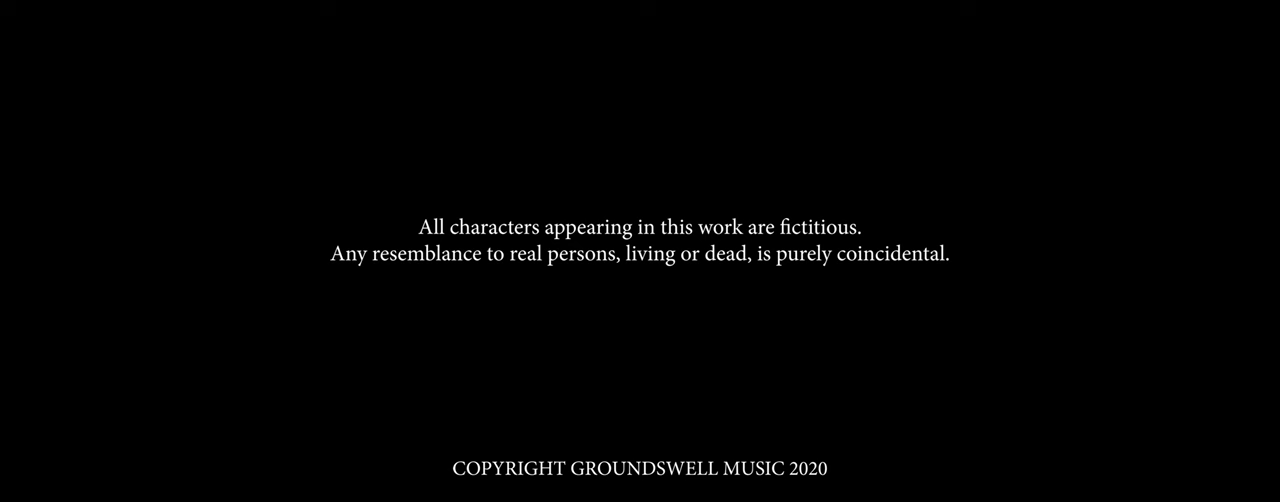 All characters appearing in this work are fictitious.
Any resemblance to real persons, living or dead, is purely coincidental.
COPYRIGHT GROUNDSWELL MUSIC 2020